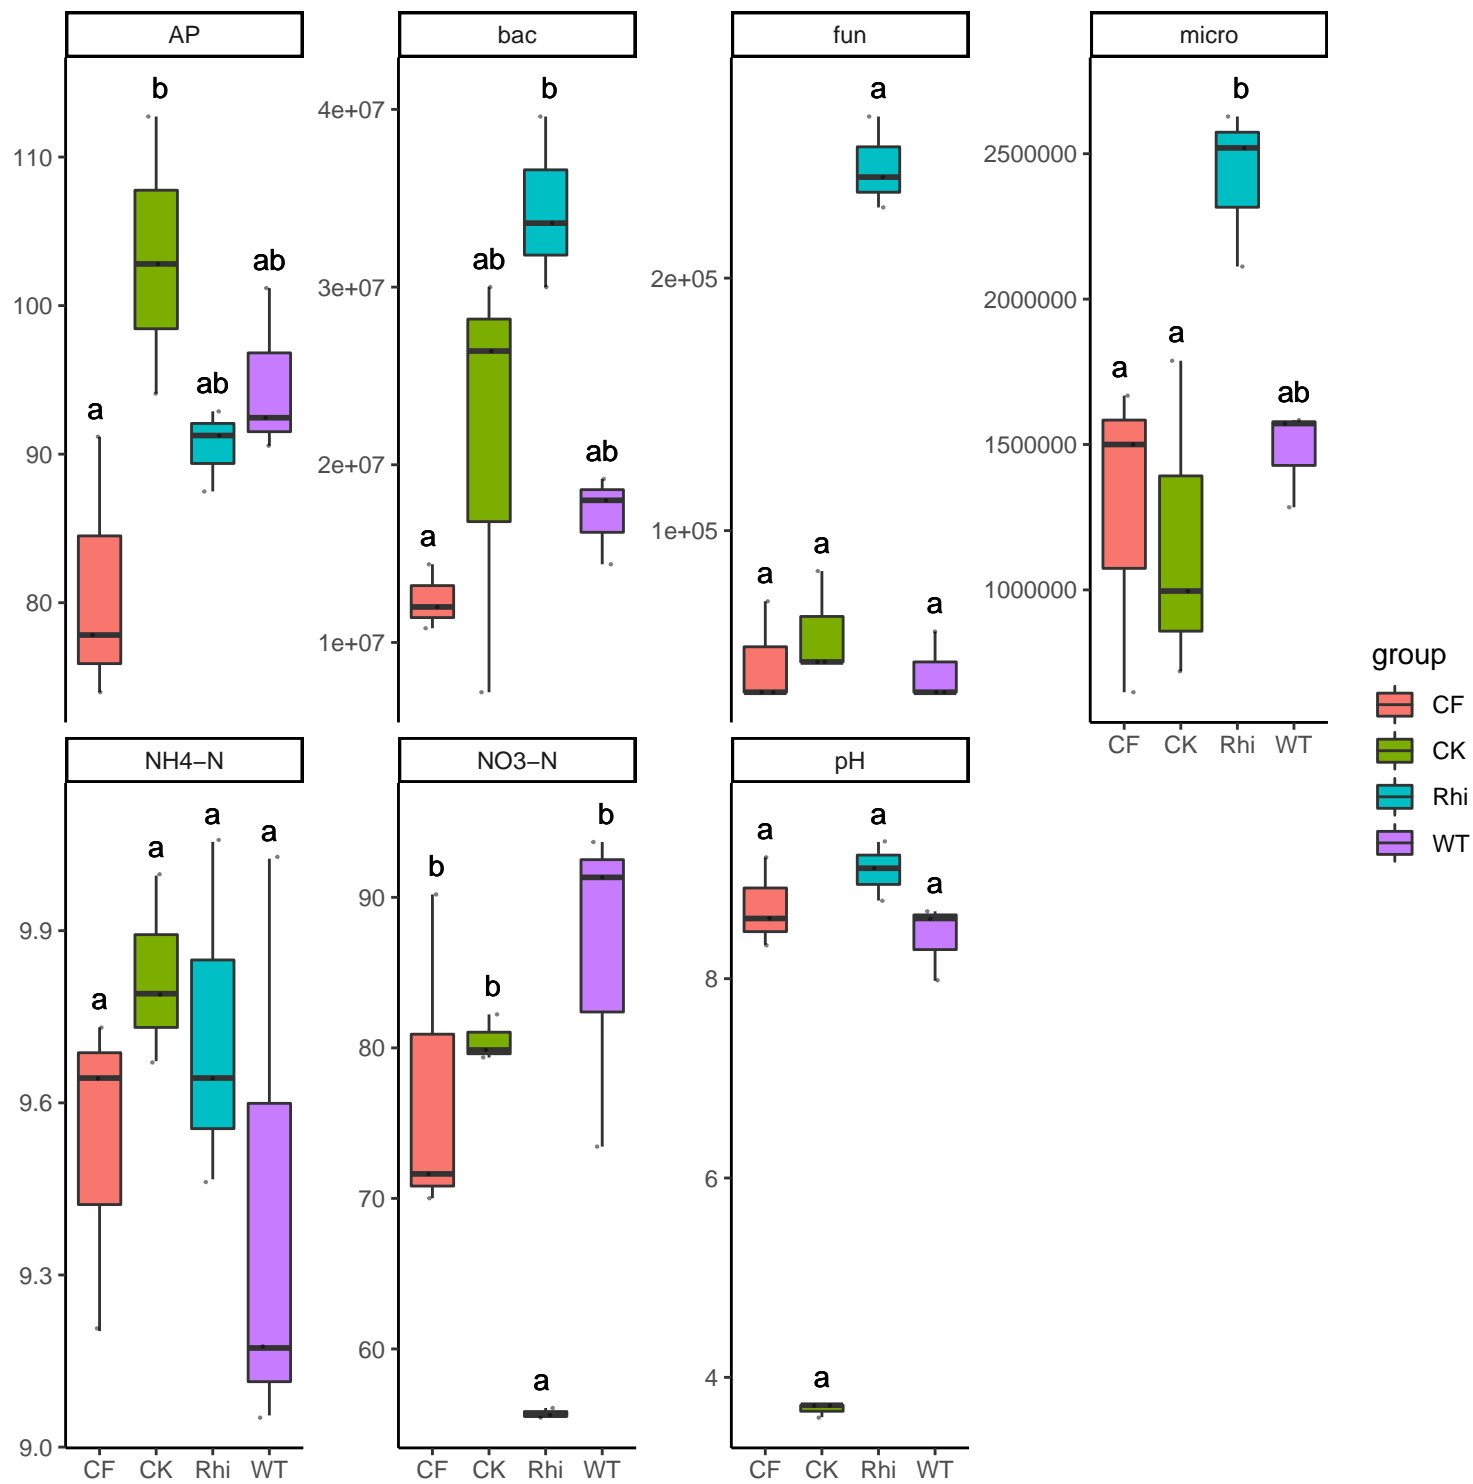 AP
bac
fun
micro
b
a
b
b
4e+07
110
2500000
ab
ab
100
3e+07
2e+05
2000000
a
a
ab
ab
a
90
ab
2e+07
1500000
a
a
1e+05
a
a
80
1e+07
1000000
group
CF
CK
Rhi
WT
CF CK Rhi WT
NH4–N
NO3–N
pH
a
a
a
b
b
a
a
a
a
9.9
90
8
a
b
9.6
80
6
70
9.3
60
a
4
a
9.0
CF CK Rhi WT
CF CK Rhi WT
CF CK Rhi WT